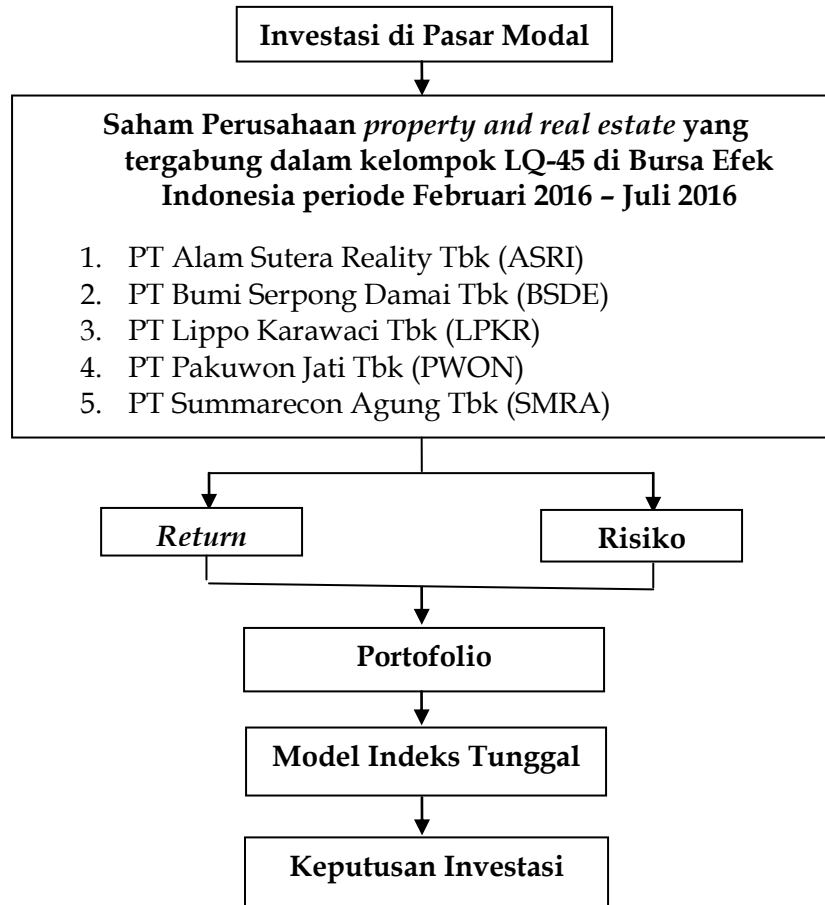 Investasi di Pasar Modal
Saham Perusahaan property and real estate yang
tergabung dalam kelompok LQ-45 di Bursa Efek
Indonesia periode Februari 2016 – Juli 2016
1. PT Alam Sutera Reality Tbk (ASRI)
2. PT Bumi Serpong Damai Tbk (BSDE)
3. PT Lippo Karawaci Tbk (LPKR)
4. PT Pakuwon Jati Tbk (PWON)
5. PT Summarecon Agung Tbk (SMRA)
Return
Risiko
Portofolio
Model Indeks Tunggal
Keputusan Investasi